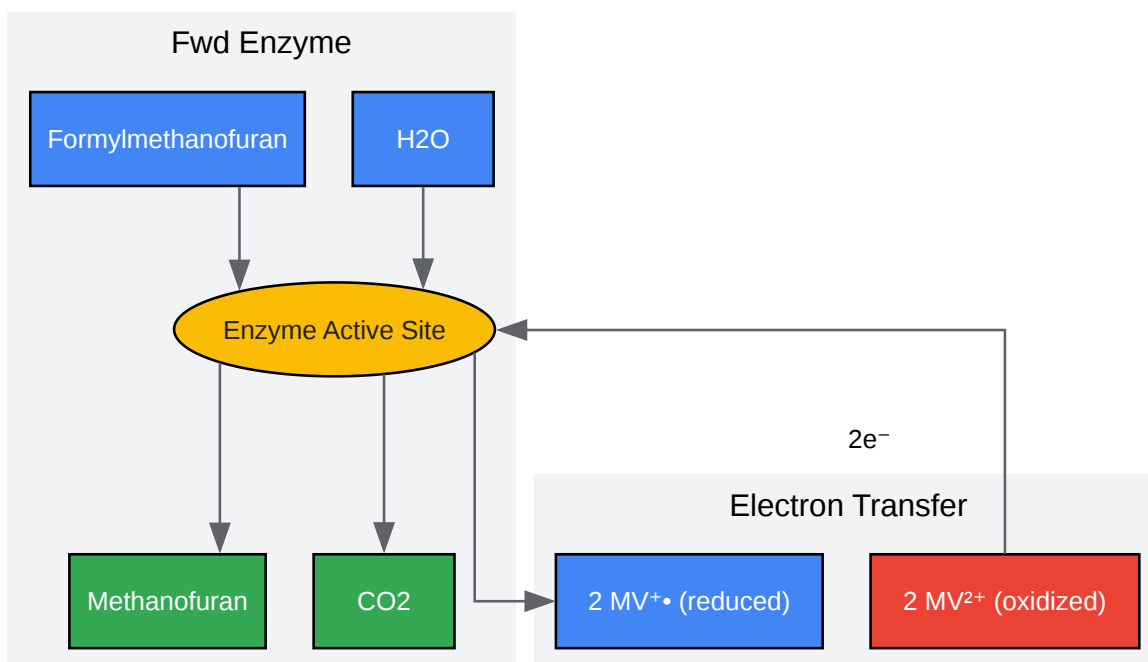 Fwd Enzyme
Formylmethanofuran
H2O
Enzyme Active Site
2e⁻
Electron Transfer
Methanofuran
CO2
2 MV⁺• (reduced)
2 MV²⁺ (oxidized)